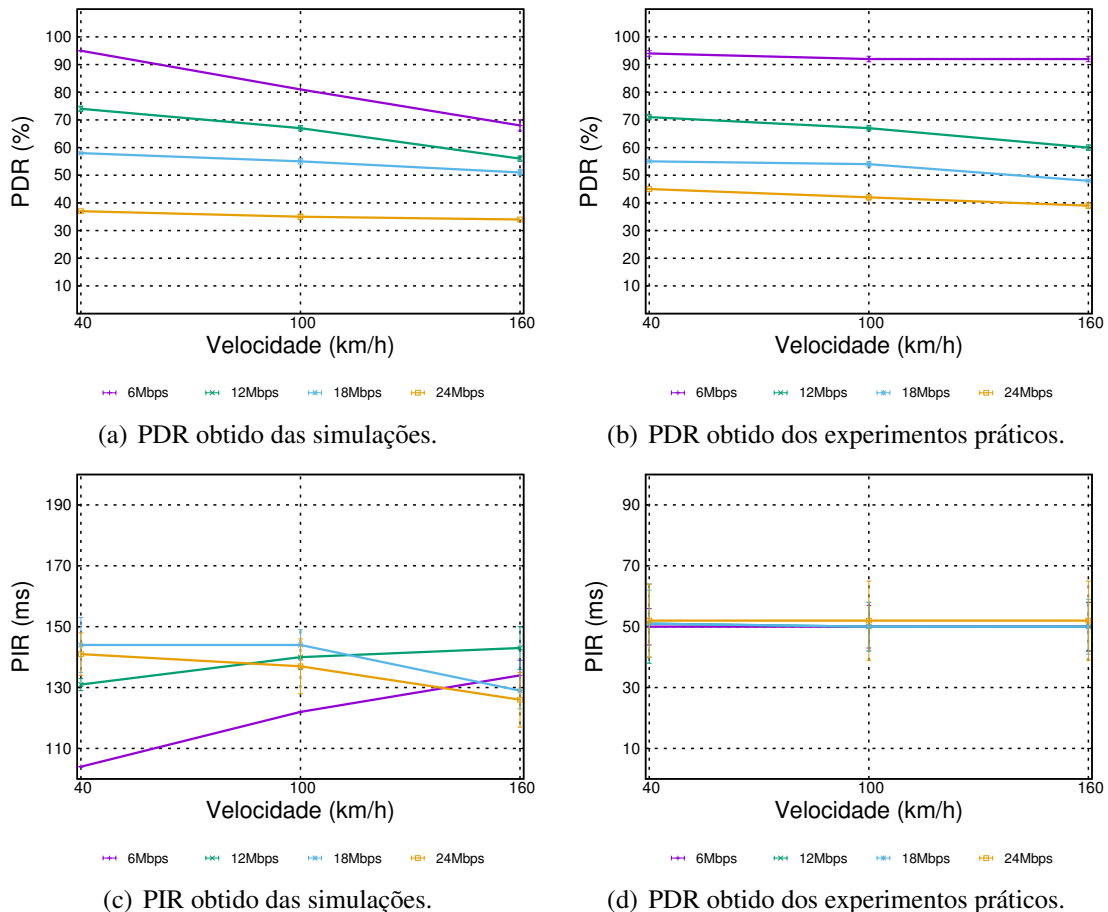 100
90
80
70
60
50
40
30
20
10
PDR (%)
40 100 160
Velocidade (km/h)
6Mbps 12Mbps 18Mbps 24Mbps
(a) PDR obtido das simulações.
100
90
80
70
60
50
40
30
20
10
PDR (%)
40 100 160
Velocidade (km/h)
6Mbps 12Mbps 18Mbps 24Mbps
(b) PDR obtido dos experimentos práticos.
190
170
150
130
110
PIR (ms)
40 100 160
Velocidade (km/h)
6Mbps 12Mbps 18Mbps 24Mbps
(c) PIR obtido das simulações.
90
70
50
30
10
PIR (ms)
40 100 160
Velocidade (km/h)
6Mbps 12Mbps 18Mbps 24Mbps
(d) PDR obtido dos experimentos práticos.